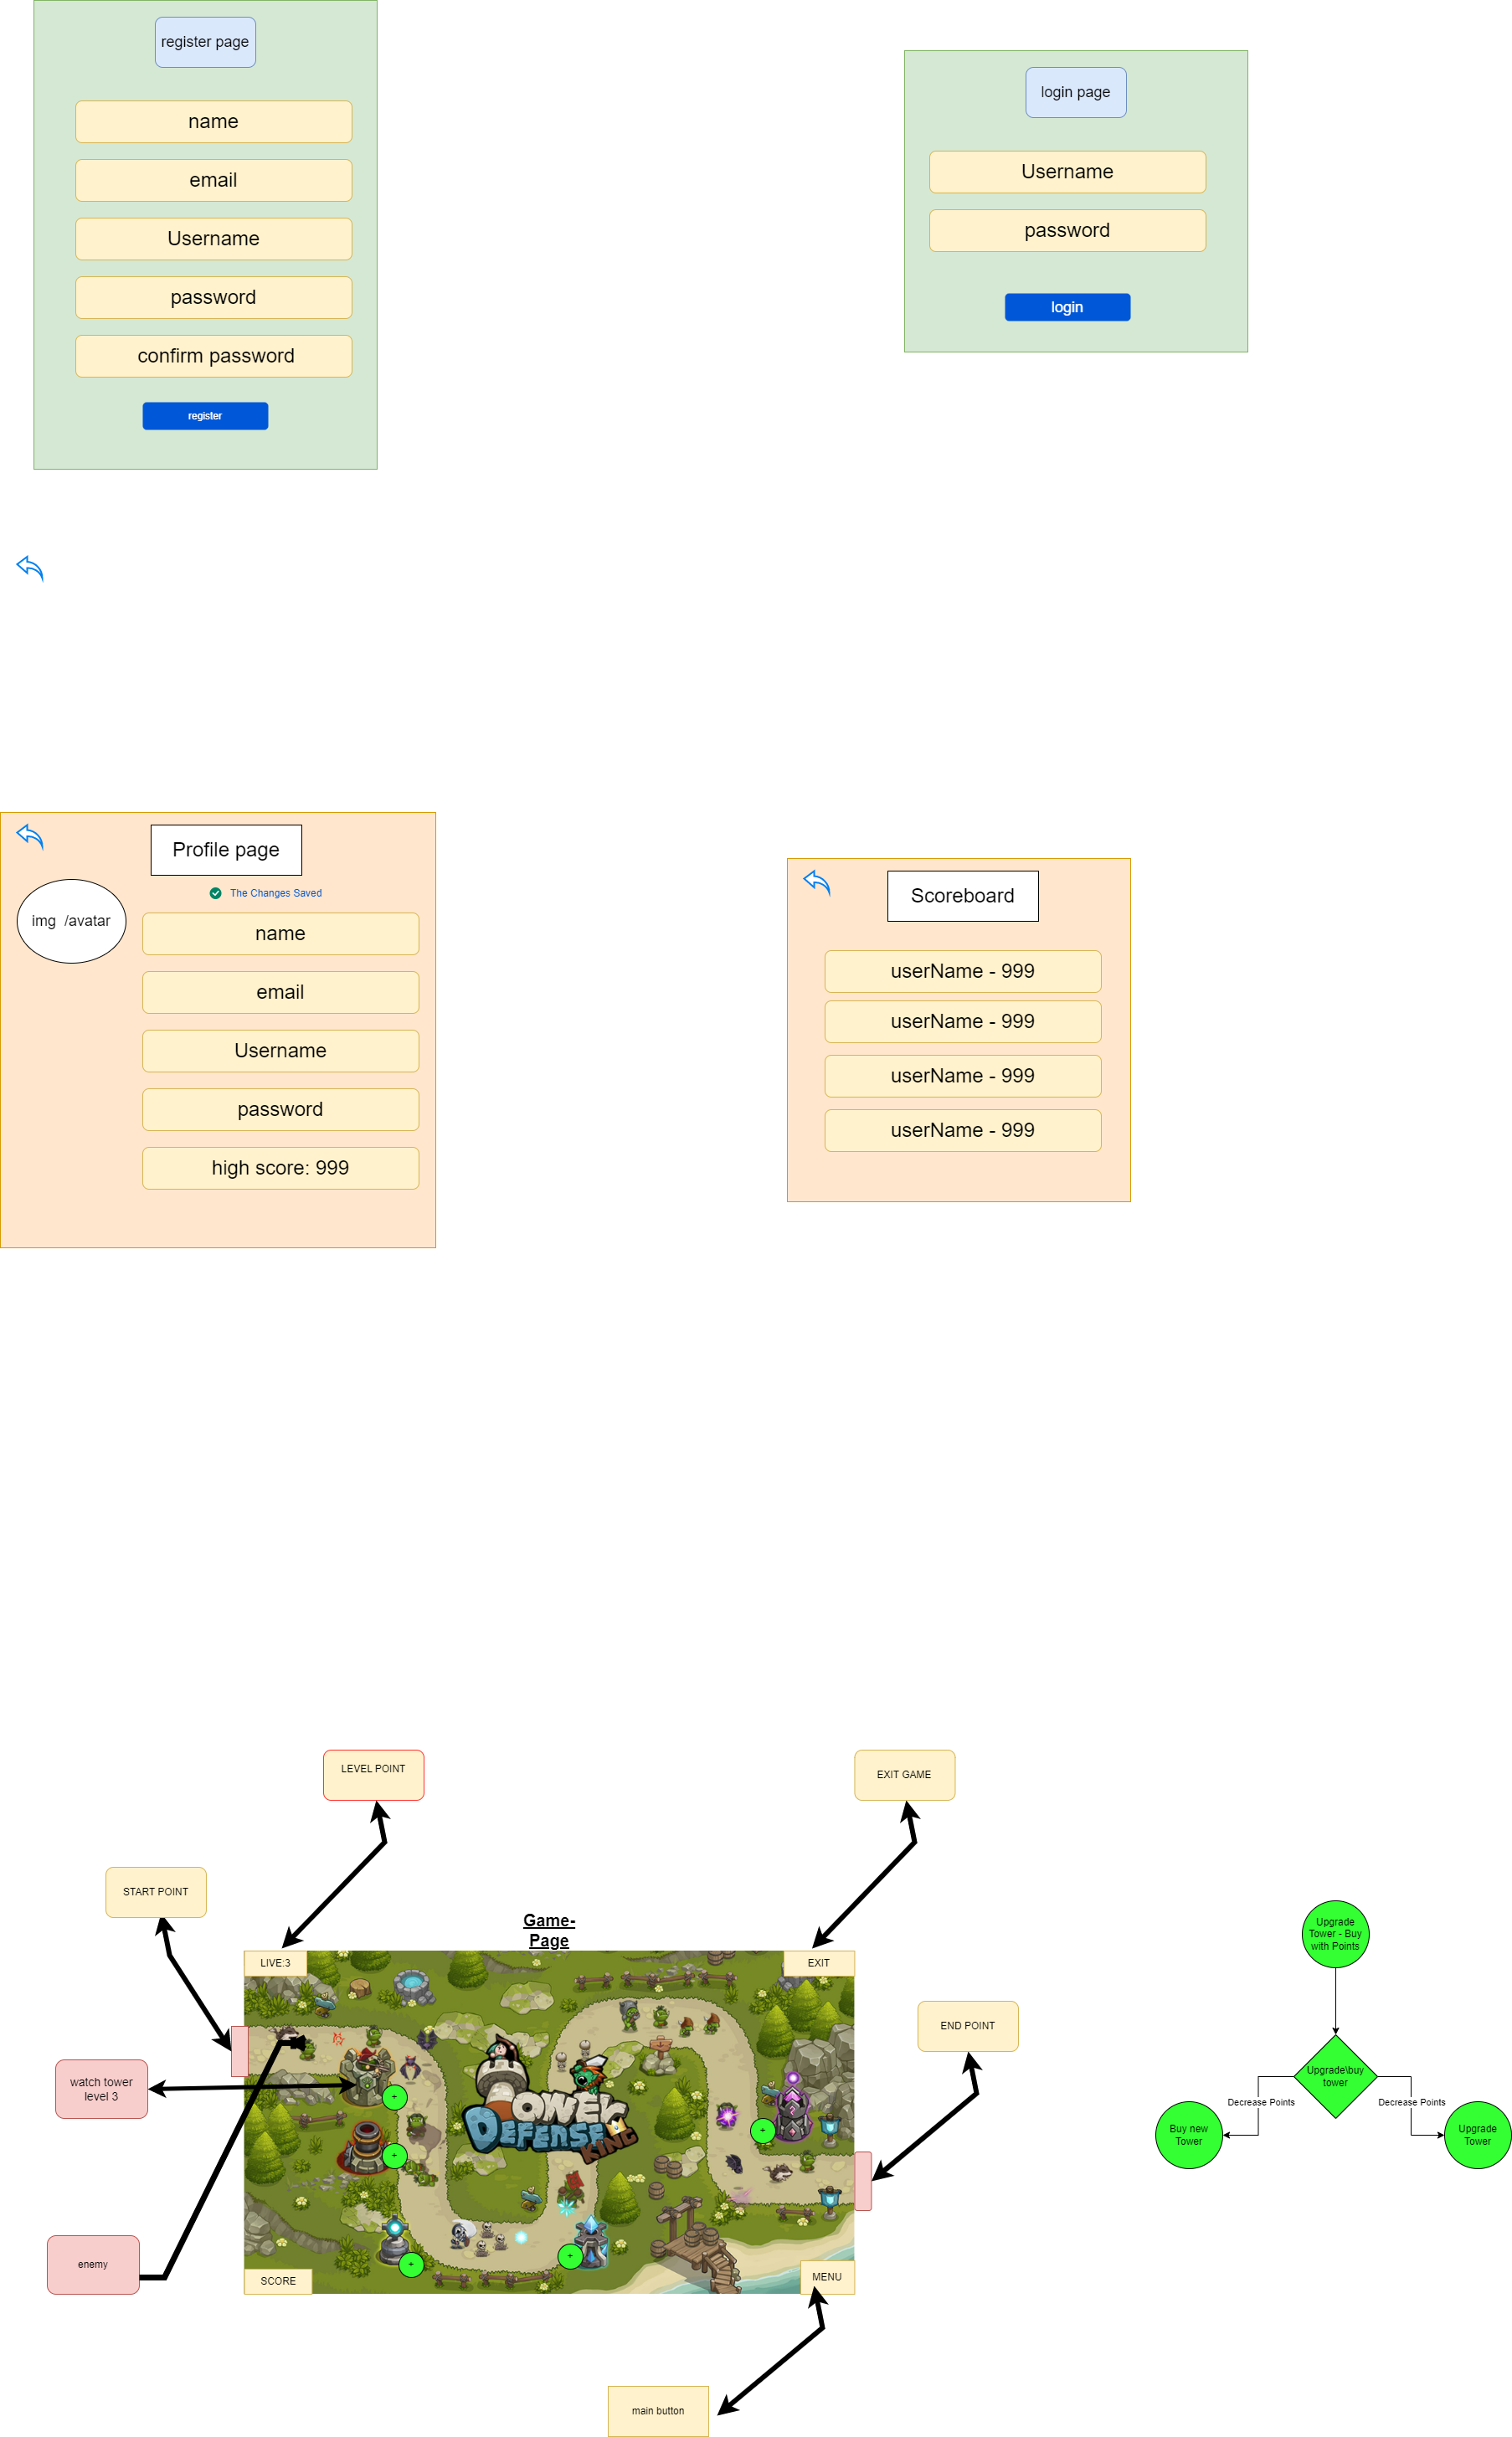 register page
name
email
Username
password
confirm password
register
login page
Username
password
login
Profile page
The Changes Saved
img /avatar
name
email
Username
password
high score: 999
Scoreboard
userName - 999
userName - 999
userName - 999
userName - 999
LEVEL POINT
EXIT GAME
START POINT
Game-
Page
LIVE:3
EXIT
END POINT
watch tower
level 3
+
+
+
+
+
TOWER
DEFENSE
KING
enemy
SCORE
MENU
main button
Upgrade
Tower - Buy
with Points
Upgrade\buy
tower
Decrease Points
Decrease Points
Buy new
Tower
Upgrade
Tower